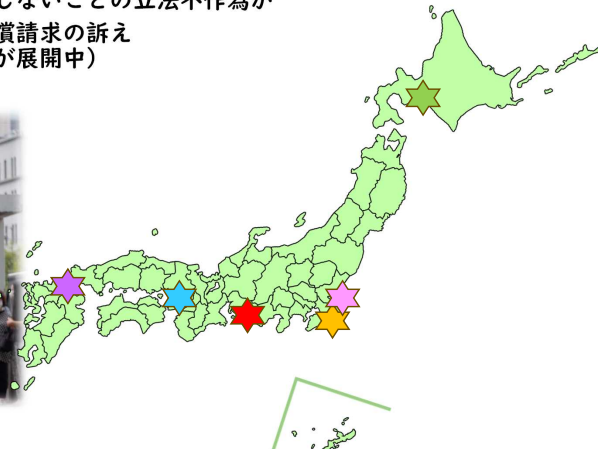 しないことの立法不作為が
償請求の訴え
が展開中）